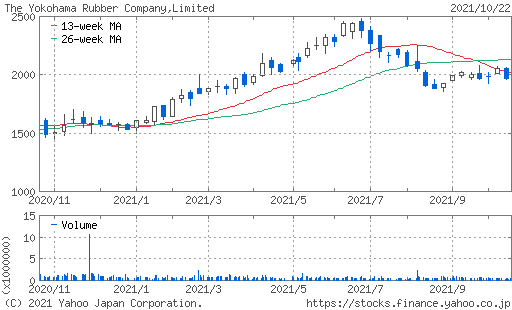 The Yokohama Rubber Company,Limited 2021/10/22
2500
13-week MA
26-week MA
2000
1500
1000
2020/11 2021/1 2021/3 2021/5 2021/7 2021/9
15
Volume
10
5
0
(x1000000)
2020/11 2021/1 2021/3 2021/5 2021/7 2021/9
(C) 2021 Yahoo Japan Corporation. https://stocks.finance.yahoo.co.jp/